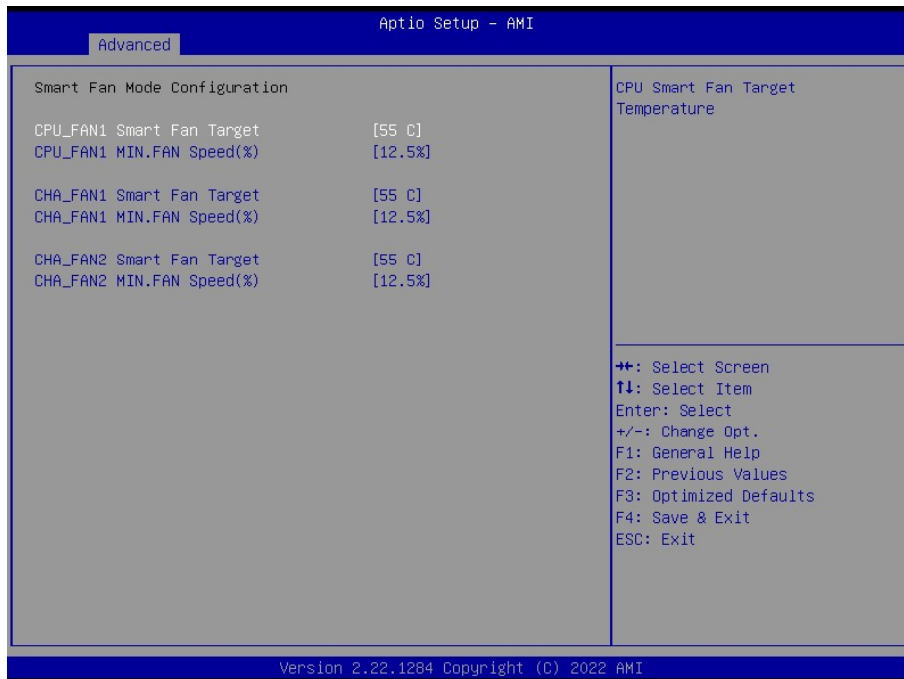 Aptio Setup – AMI
Advanced
Smart Fan Mode Configuration
CPU_FAN1 Smart Fan Target [55 C]
CPU_FAN1 MIN.FAN Speed(%) [12.5%]
CHA_FAN1 Smart Fan Target [55 C]
CHA_FAN1 MIN.FAN Speed(%) [12.5%]
CHA_FAN2 Smart Fan Target [55 C]
CHA_FAN2 MIN.FAN Speed(%) [12.5%]
CPU Smart Fan Target
Temperature
→←: Select Screen
↑↓: Select Item
Enter: Select
+/-: Change Opt.
F1: General Help
F2: Previous Values
F3: Optimized Defaults
F4: Save & Exit
ESC: Exit
Version 2.22.1284 Copyright (C) 2022 AMI